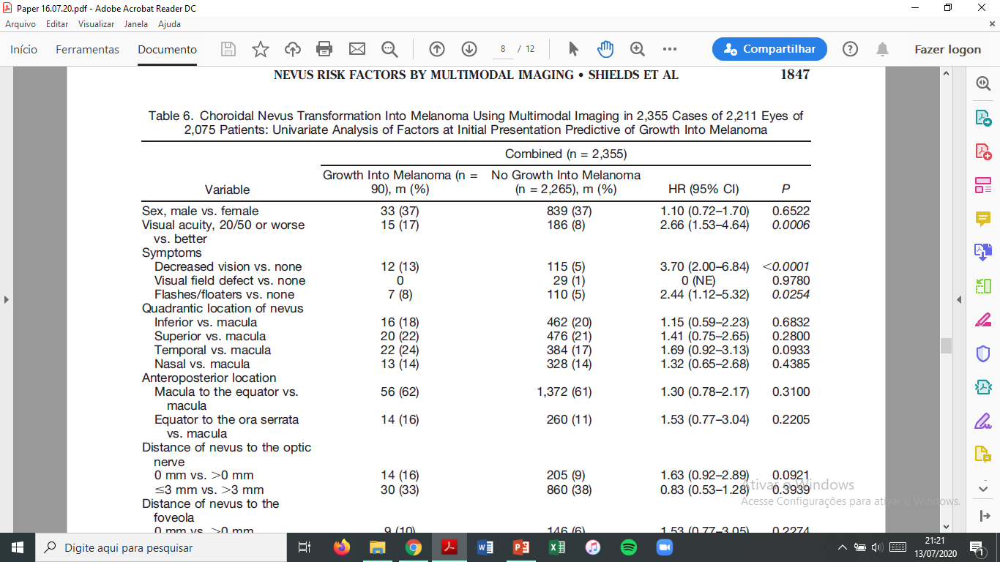 Paper 16.07.20.pdf - Adobe Acrobat Reader DC
Arquivo Editar Visualizar Janela Ajuda
Início Ferramentas Documento 8 / 12 Compartilhar Fazer logon
NEVUS RISK FACTORS BY MULTIMODAL IMAGING • SHIELDS ET AL 1847
Table 6. Choroidal Nevus Transformation Into Melanoma Using Multimodal Imaging in 2,355 Cases of 2,211 Eyes of
2,075 Patients: Univariate Analysis of Factors at Initial Presentation Predictive of Growth Into Melanoma
Combined (n = 2,355)
Growth Into Melanoma (n = No Growth Into Melanoma
Variable 90), m (%) (n = 2,265), m (%) HR (95% CI) P
Sex, male vs. female 33 (37) 839 (37) 1.10 (0.72–1.70) 0.6522
Visual acuity, 20/50 or worse 15 (17) 186 (8) 2.66 (1.53–4.64) 0.0006
vs. better
Symptoms
Decreased vision vs. none 12 (13) 115 (5) 3.70 (2.00–6.84) <0.0001
Visual field defect vs. none 0 29 (1) 0 (NE) 0.9780
Flashes/floaters vs. none 7 (8) 110 (5) 2.44 (1.12–5.32) 0.0254
Quadrantic location of nevus
Inferior vs. macula 16 (18) 462 (20) 1.15 (0.59–2.23) 0.6832
Superior vs. macula 20 (22) 476 (21) 1.41 (0.75–2.65) 0.2800
Temporal vs. macula 22 (24) 384 (17) 1.69 (0.92–3.13) 0.0933
Nasal vs. macula 13 (14) 328 (14) 1.32 (0.65–2.68) 0.4385
Anteroposterior location
Macula to the equator vs. 56 (62) 1,372 (61) 1.30 (0.78–2.17) 0.3100
macula
Equator to the ora serrata 14 (16) 260 (11) 1.53 (0.77–3.04) 0.2205
vs. macula
Distance of nevus to the optic
nerve
0 mm vs. >0 mm 14 (16) 205 (9) 1.63 (0.92–2.89) 0.0921
≤3 mm vs. >3 mm 30 (33) 860 (38) 0.83 (0.53–1.28) 0.3939
Ativar o Windows
Acesse Configurações para ativar o Windows.
Distance of nevus to the
foveola
0 mm vs. >0 mm 9 (10) 146 (6) 1.53 (0.77–3.05) 0.2274
Digite aqui para pesquisar
21:21
13/07/2020
1